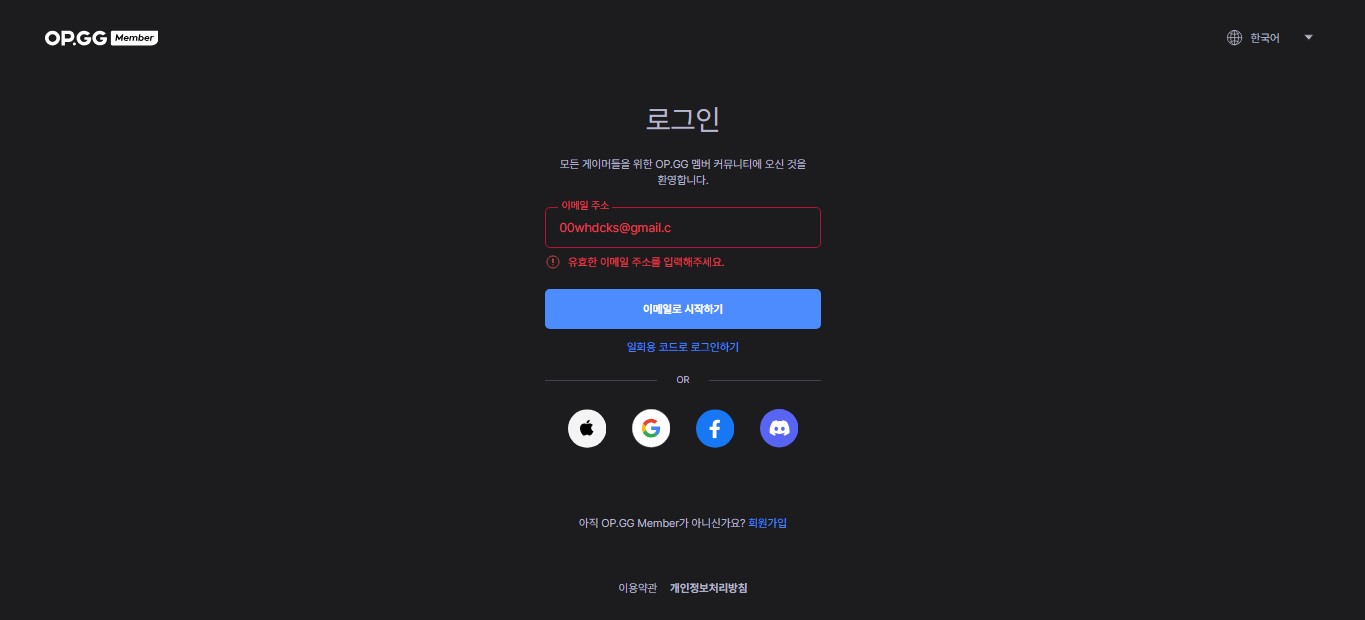 OP.GG Member
한국어
로그인
모든 게이머들을 위한 OP.GG 멤버 커뮤니티에 오신 것을
환영합니다.
이메일 주소
00whdcks@gmail.c
유효한 이메일 주소를 입력해주세요.
이메일로 시작하기
일회용 코드로 로그인하기
OR
아직 OP.GG Member가 아니신가요? 회원가입
이용약관 개인정보처리방침